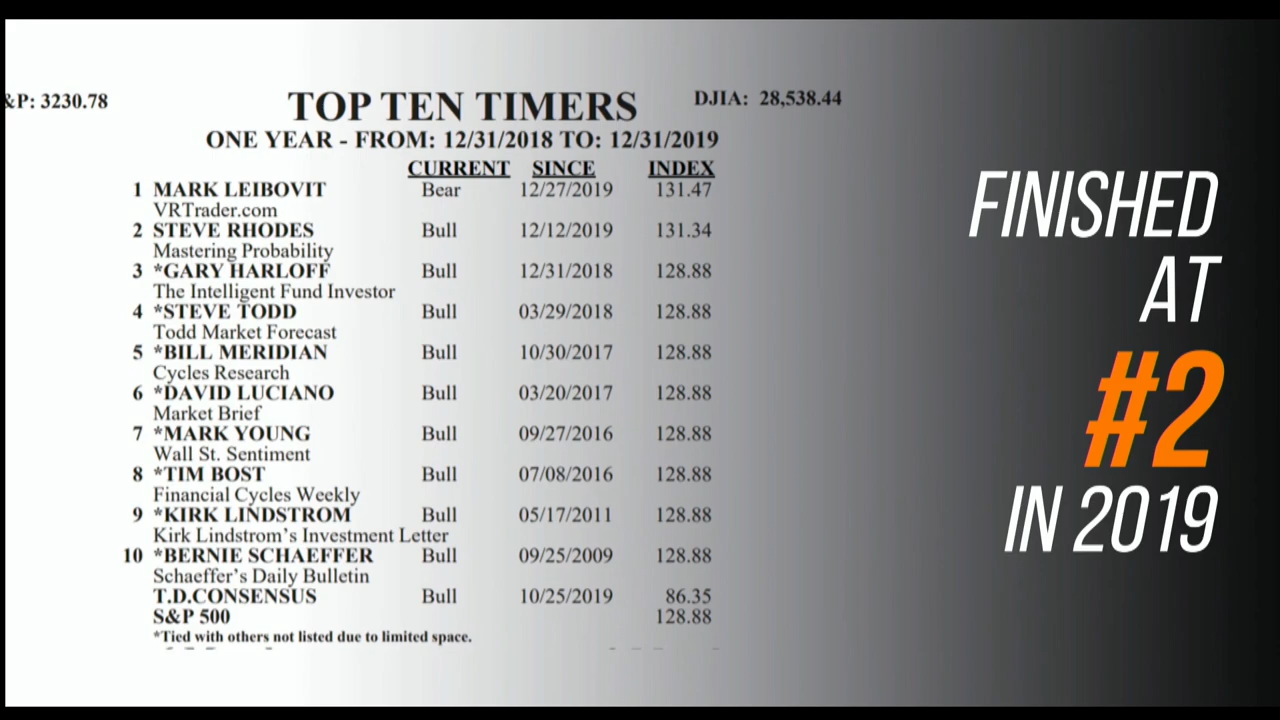 &P: 3230.78
TOP TEN TIMERS
DJIA: 28,538.44
ONE YEAR - FROM: 12/31/2018 TO: 12/31/2019
CURRENT SINCE INDEX
1 MARK LEIBOVIT Bear 12/27/2019 131.47
VRTrader.com
2 STEVE RHODES Bull 12/12/2019 131.34
Mastering Probability
3 *GARY HARLOFF Bull 12/31/2018 128.88
The Intelligent Fund Investor
4 *STEVE TODD Bull 03/29/2018 128.88
Todd Market Forecast
5 *BILL MERIDIAN Bull 10/30/2017 128.88
Cycles Research
6 *DAVID LUCIANO Bull 03/20/2017 128.88
Market Brief
7 *MARK YOUNG Bull 09/27/2016 128.88
Wall St. Sentiment
8 *TIM BOST Bull 07/08/2016 128.88
Financial Cycles Weekly
9 *KIRK LINDSTROM Bull 05/17/2011 128.88
Kirk Lindstrom's Investment Letter
10 *BERNIE SCHAEFFER Bull 09/25/2009 128.88
Schaeffer's Daily Bulletin
T.D.CONSENSUS Bull 10/25/2019 86.35
S&P 500 128.88
*Tied with others not listed due to limited space.
FINISHED
AT
#2
IN 2019